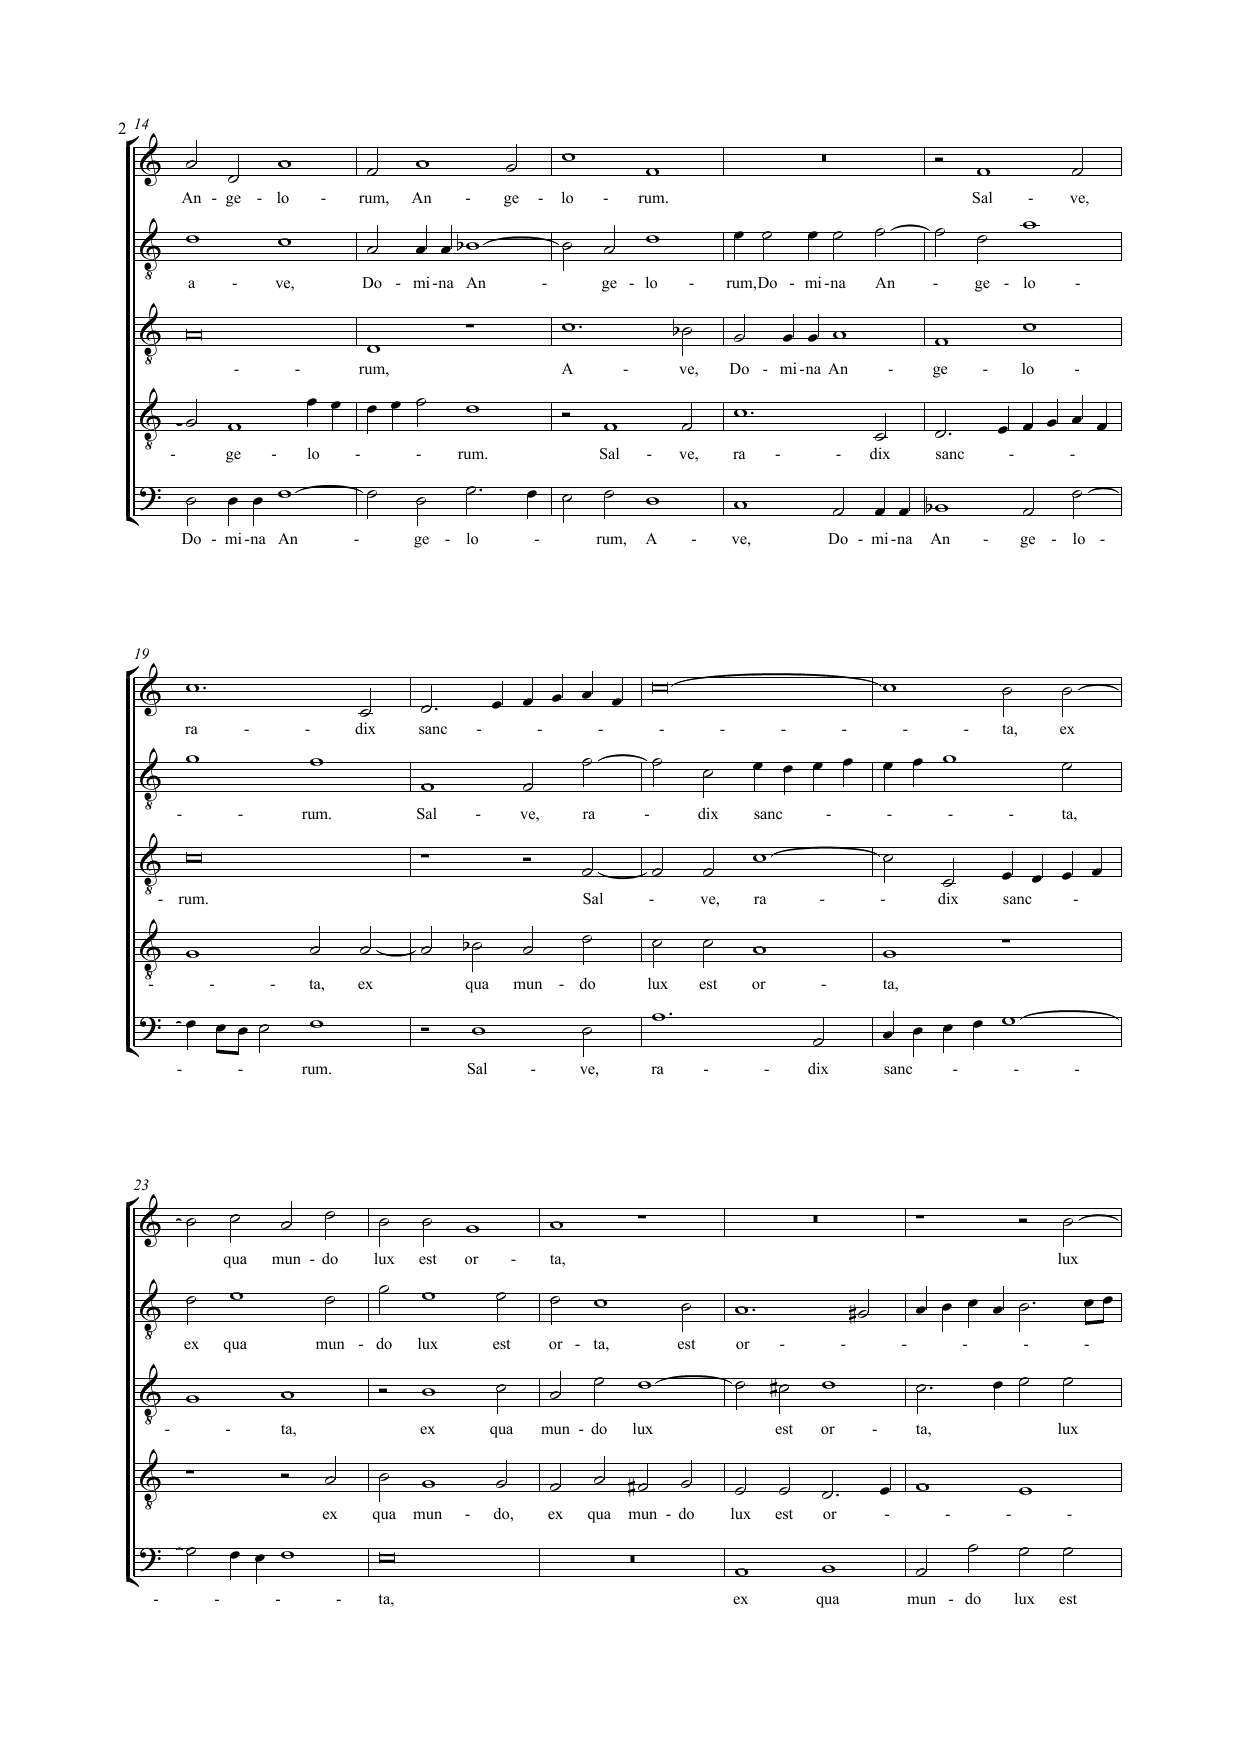 2 14
An - ge - lo - rum, An - ge - lo - rum. Sal - ve,
a - ve, Do - mi - na An - ge - lo - rum, Do - mi - na An - ge - lo -
- - rum, A - ve, Do - mi - na An - ge - lo -
- ge - lo - - rum. Sal - ve, ra - - dix sanc - - -
Do - mi - na An - ge - lo - rum, A - ve, Do - mi - na An - ge - lo -
19
ra - - dix sanc - - - - - - - - - ta, ex
- - rum. Sal - ve, ra - dix sanc - - - - ta,
- rum. Sal - ve, ra - - dix sanc - -
- - - ta, ex qua mun - do lux est or - ta,
- - rum. Sal - ve, ra - - dix sanc - - -
23
qua mun - do lux est or - ta, lux
ex qua mun - do lux est or - ta, est or - - - - - -
- - ta, ex qua mun - do lux est or - ta, lux
ex qua mun - do, ex qua mun - do lux est or - - - -
- - - - ta, ex qua mun - do lux est